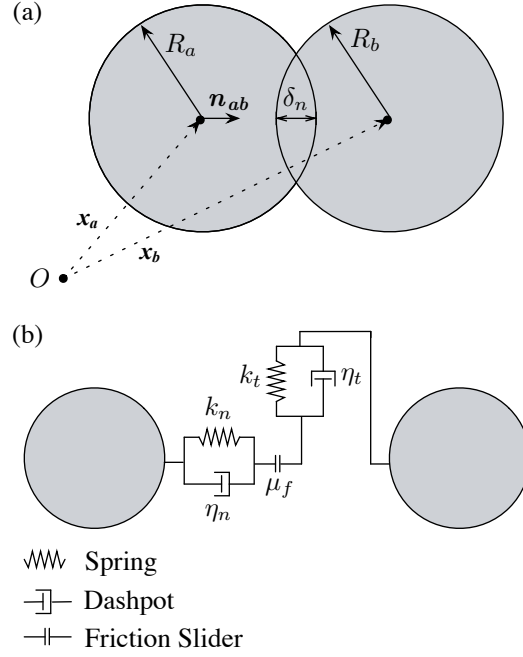 (a)
R_a
R_b
n_ab
δ_n
x_a
x_b
O
(b)
k_t
η_t
k_n
μ_f
η_n
Spring
Dashpot
Friction Slider